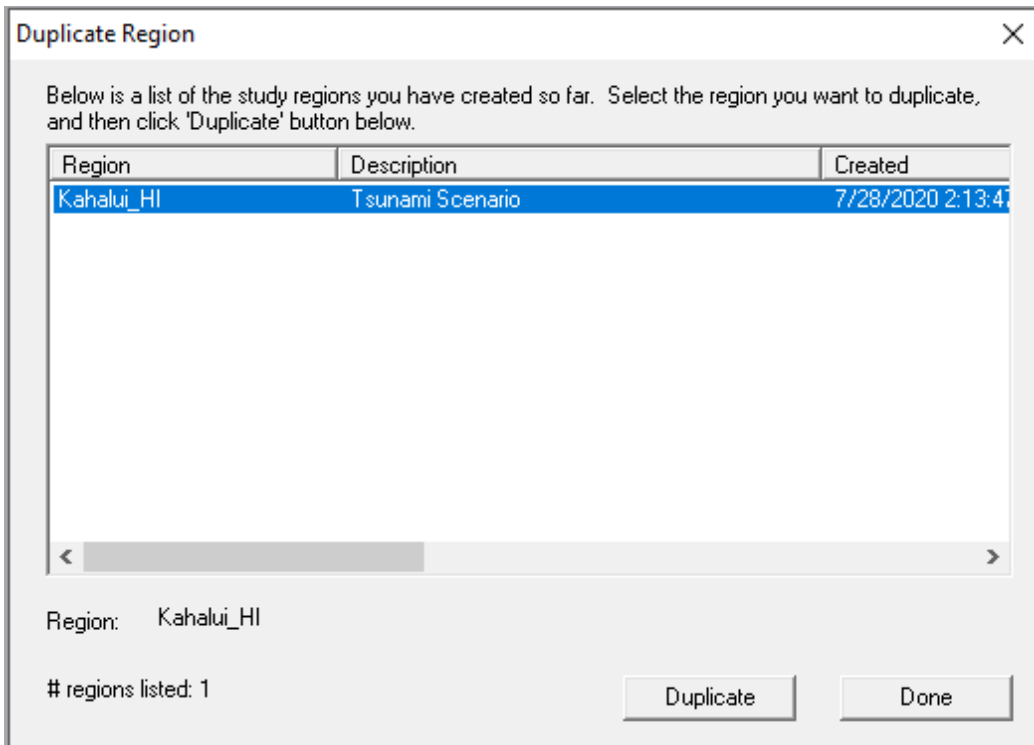 Duplicate Region
Below is a list of the study regions you have created so far.  Select the region you want to duplicate,
and then click 'Duplicate' button below.
Region Description Created
Kahalui_HI Tsunami Scenario 7/28/2020 2:13:47
Region: Kahalui_HI
# regions listed: 1
Duplicate Done